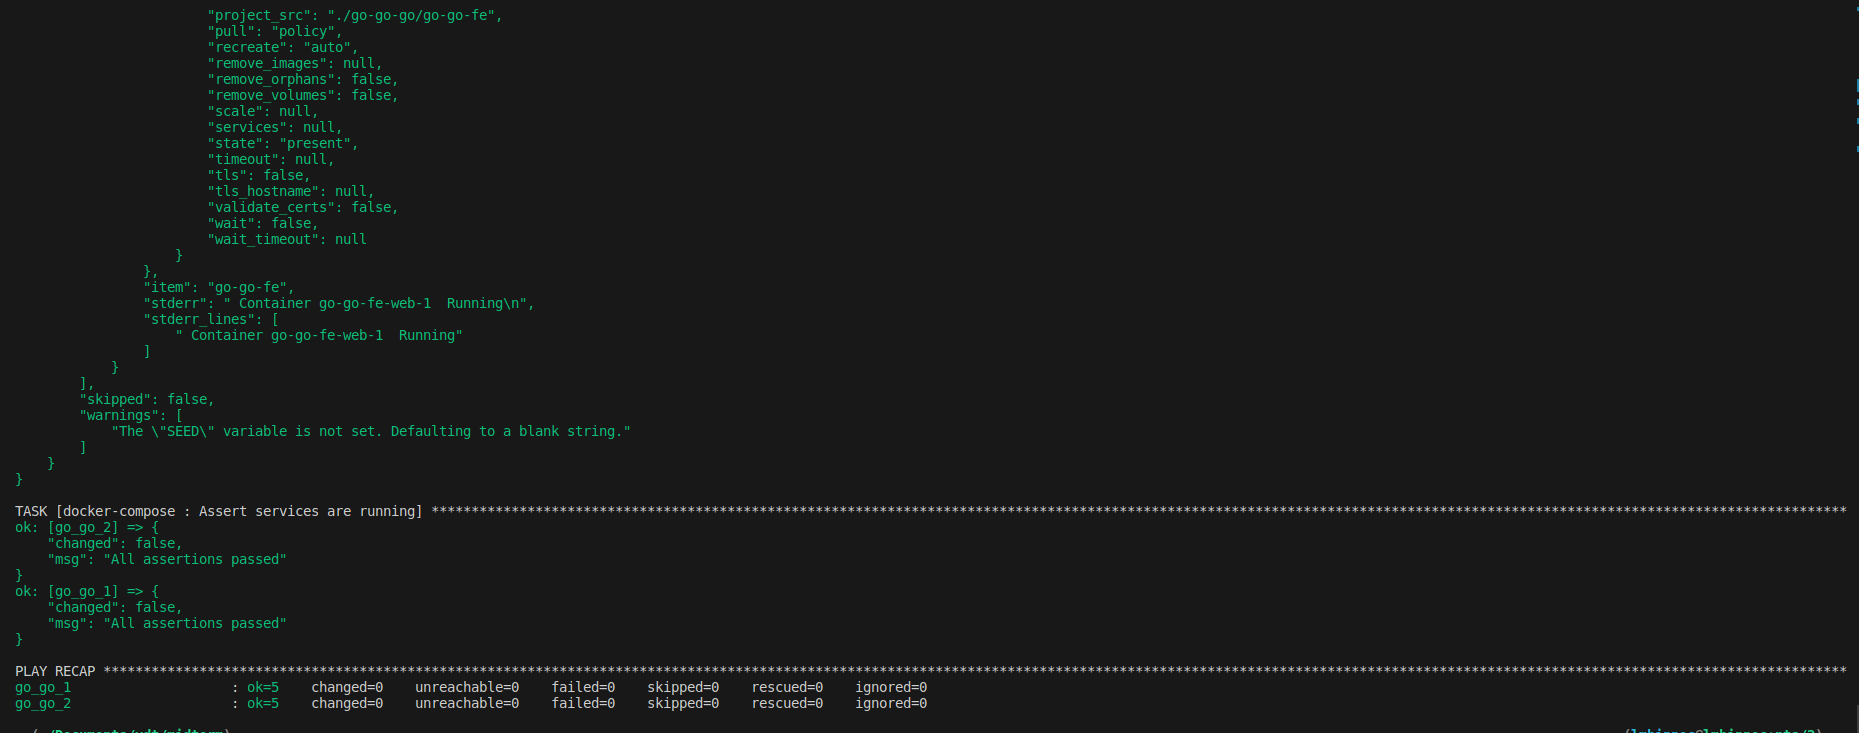 "project_src": "./go-go-go/go-go-fe",
"pull": "policy",
"recreate": "auto",
"remove_images": null,
"remove_orphans": false,
"remove_volumes": false,
"scale": null,
"services": null,
"state": "present",
"timeout": null,
"tls": false,
"tls_hostname": null,
"validate_certs": false,
"wait": false,
"wait_timeout": null
}
},
"item": "go-go-fe",
"stderr": " Container go-go-fe-web-1  Running\n",
"stderr_lines": [
" Container go-go-fe-web-1  Running"
]
}
],
"skipped": false,
"warnings": [
"The \"SEED\" variable is not set. Defaulting to a blank string."
]
}
}
TASK [docker-compose : Assert services are running] ****************************************************************************************************************************************************************************
ok: [go_go_2] => {
"changed": false,
"msg": "All assertions passed"
}
ok: [go_go_1] => {
"changed": false,
"msg": "All assertions passed"
}
PLAY RECAP *************************************************************************************************************************************************************************************************************************
go_go_1 : ok=5 changed=0 unreachable=0 failed=0 skipped=0 rescued=0 ignored=0
go_go_2 : ok=5 changed=0 unreachable=0 failed=0 skipped=0 rescued=0 ignored=0